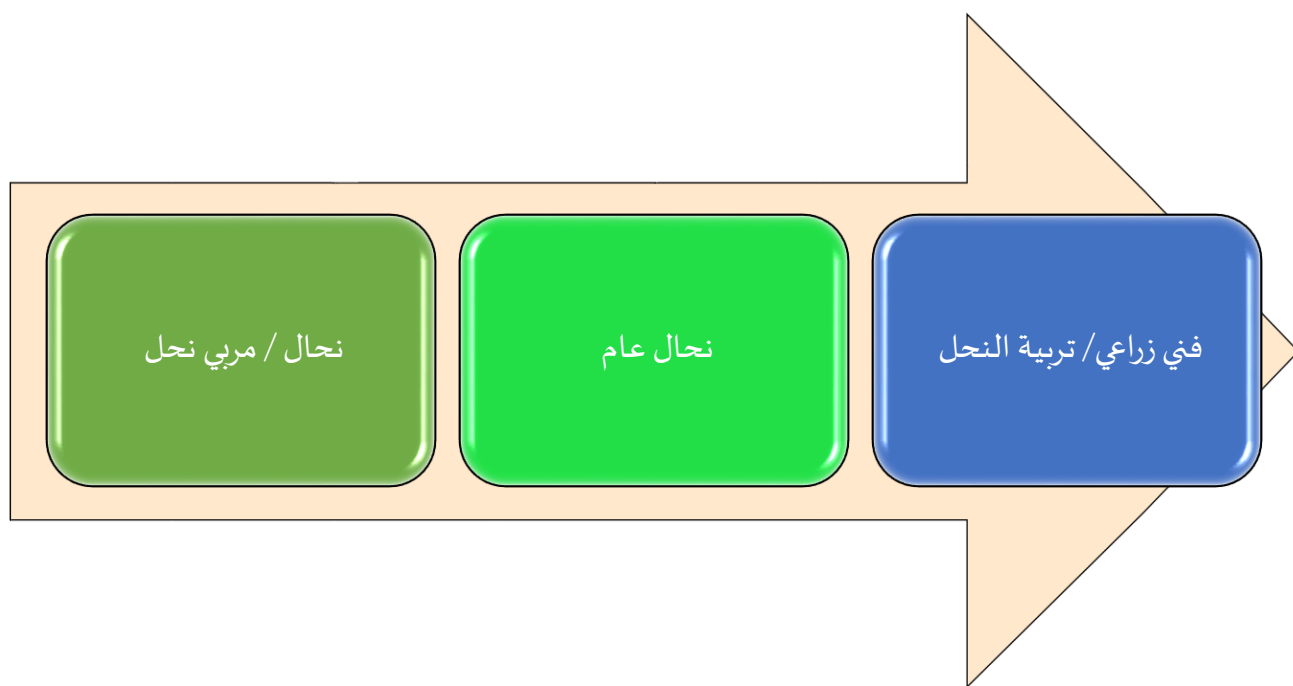 نحال / مربي نحل
نحال عام
فني زراعي/ تربية النحل